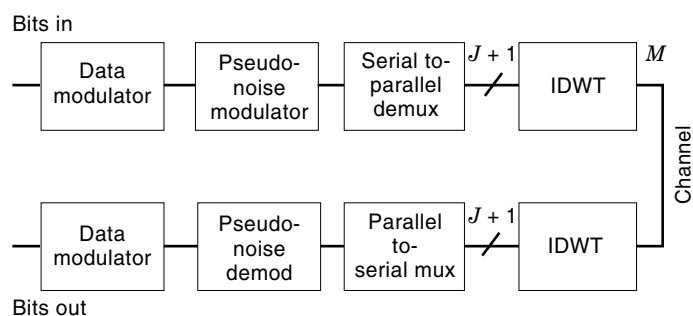 Bits in
Data
modulator
Pseudo-
noise
modulator
Serial to-
parallel
demux
J + 1
IDWT
M
Channel
Data
modulator
Pseudo-
noise
demod
Parallel
to-
serial mux
J + 1
IDWT
Bits out